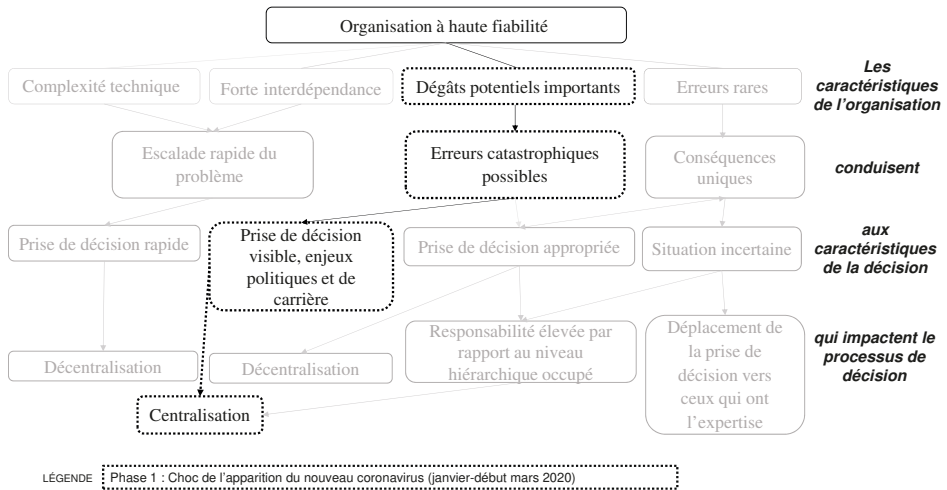 Organisation à haute fiabilité
Complexité technique
Forte interdépendance
Dégâts potentiels importants
Erreurs rares
Les
caractéristiques
de l'organisation
Escalade rapide du
problème
Erreurs catastrophiques
possibles
Conséquences
uniques
conduisent
Prise de décision rapide
Prise de décision
visible, enjeux
politiques et de
carrière
Prise de décision appropriée
Situation incertaine
aux
caractéristiques
de la décision
Décentralisation
Décentralisation
Responsabilité élevée par
rapport au niveau
hiérarchique occupé
Déplacement de
la prise de
décision vers
ceux qui ont
l'expertise
qui impactent le
processus de
décision
Centralisation
LÉGENDE
Phase 1 : Choc de l'apparition du nouveau coronavirus (janvier-début mars 2020)